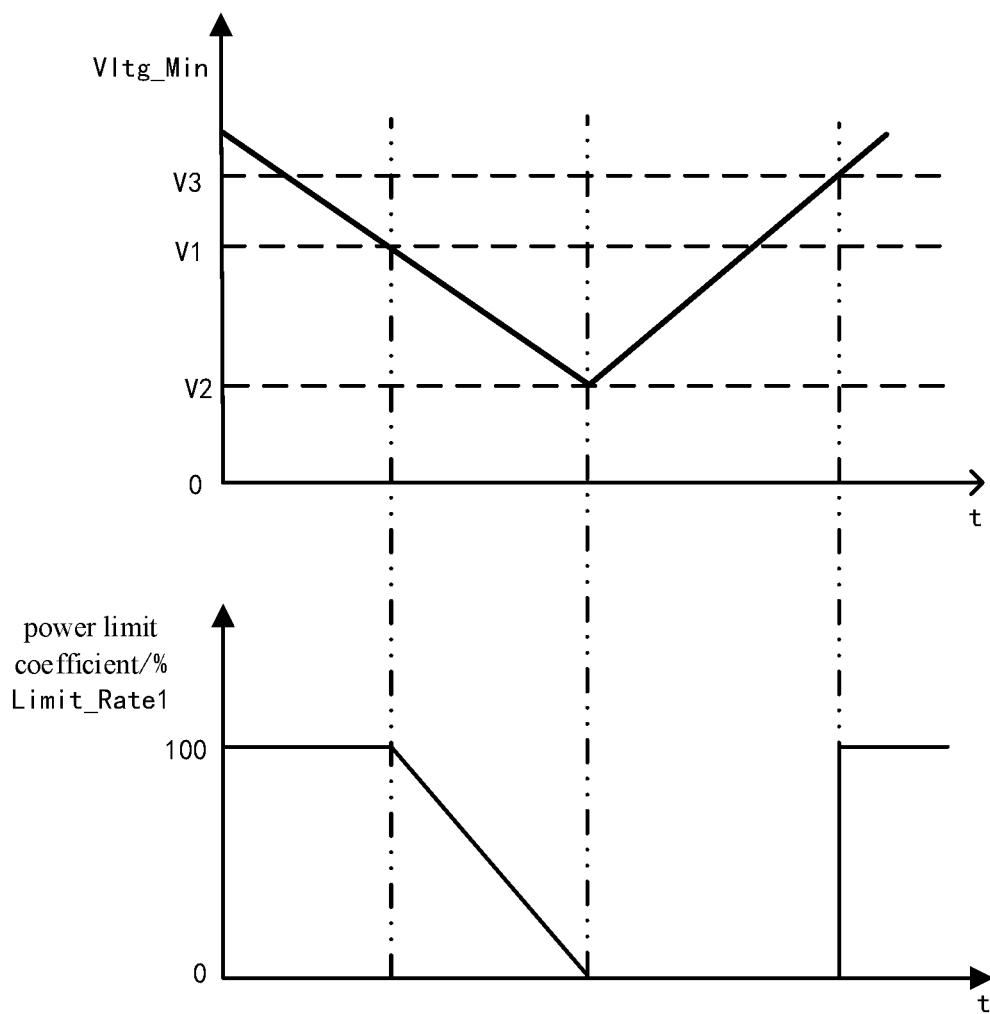 Vltg_Min
V3
V1
V2
0
t
power limit
coefficient/%
Limit_Rate1
100
0
t